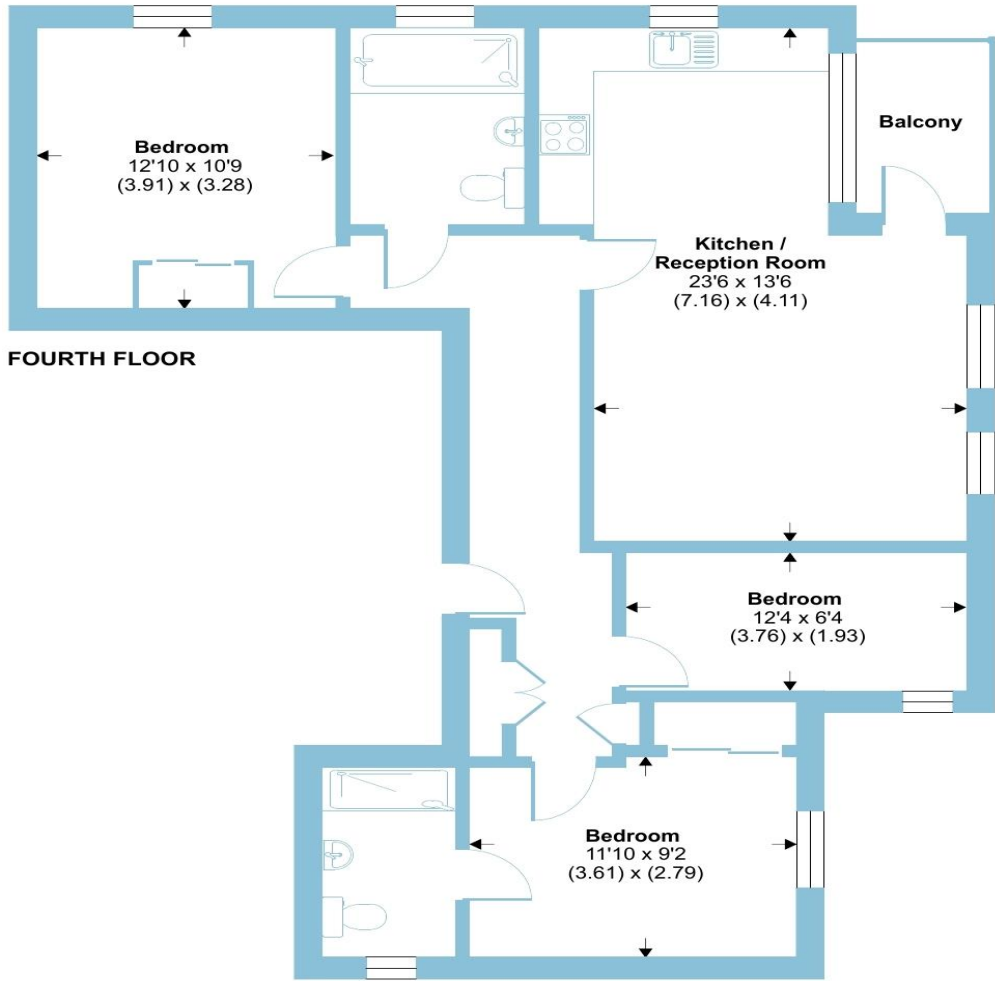 Bedroom
12'10 x 10'9
(3.91) x (3.28)
Balcony
Kitchen /
Reception Room
23'6 x 13'6
(7.16) x (4.11)
FOURTH FLOOR
Bedroom
12'4 x 6'4
(3.76) x (1.93)
Bedroom
11'10 x 9'2
(3.61) x (2.79)